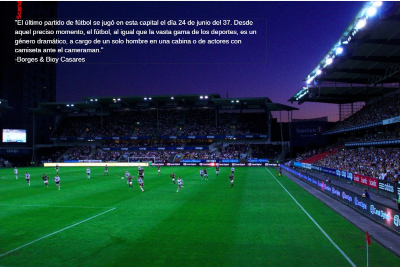 "El último partido de fútbol se jugó en esta capital el día 24 de junio del 37. Desde
aquel preciso momento, el fútbol, al igual que la vasta gama de los deportes, es un
género dramático, a cargo de un solo hombre en una cabina o de actores con
camiseta ante el cameraman."
-Borges & Bioy Casares